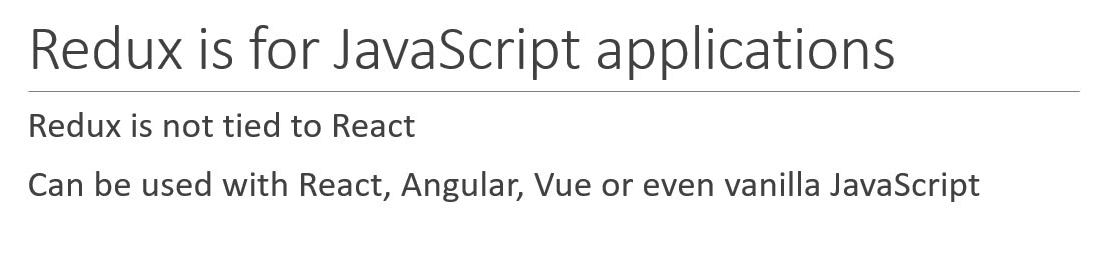 Redux is for JavaScript applications
Redux is not tied to React
Can be used with React, Angular, Vue or even vanilla JavaScript